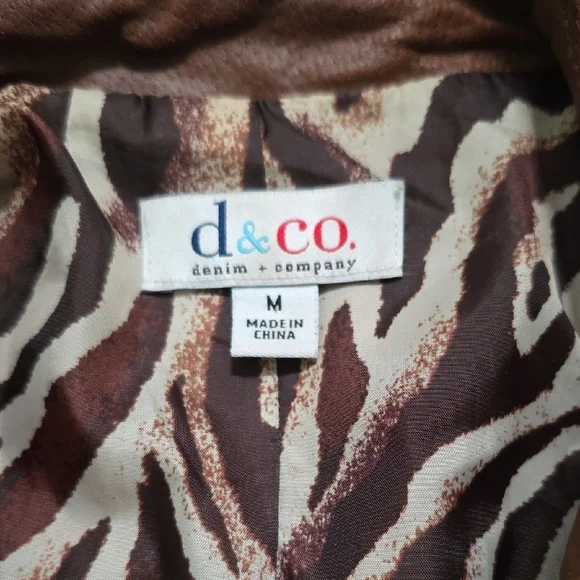 d&co.
denim + company
M
MADE IN
CHINA